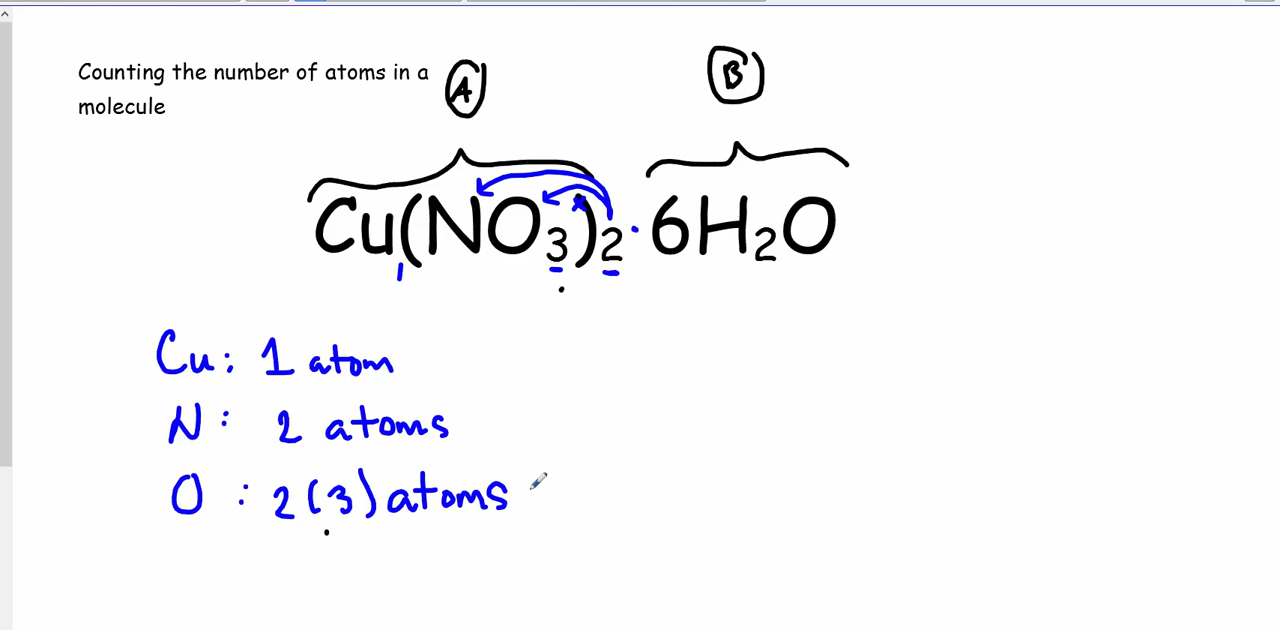 Counting the number of atoms in a
molecule
A
B
Cu(NO₃)₂·6H₂O
1
Cu: 1 atom
N: 2 atoms
O: 2(3) atoms